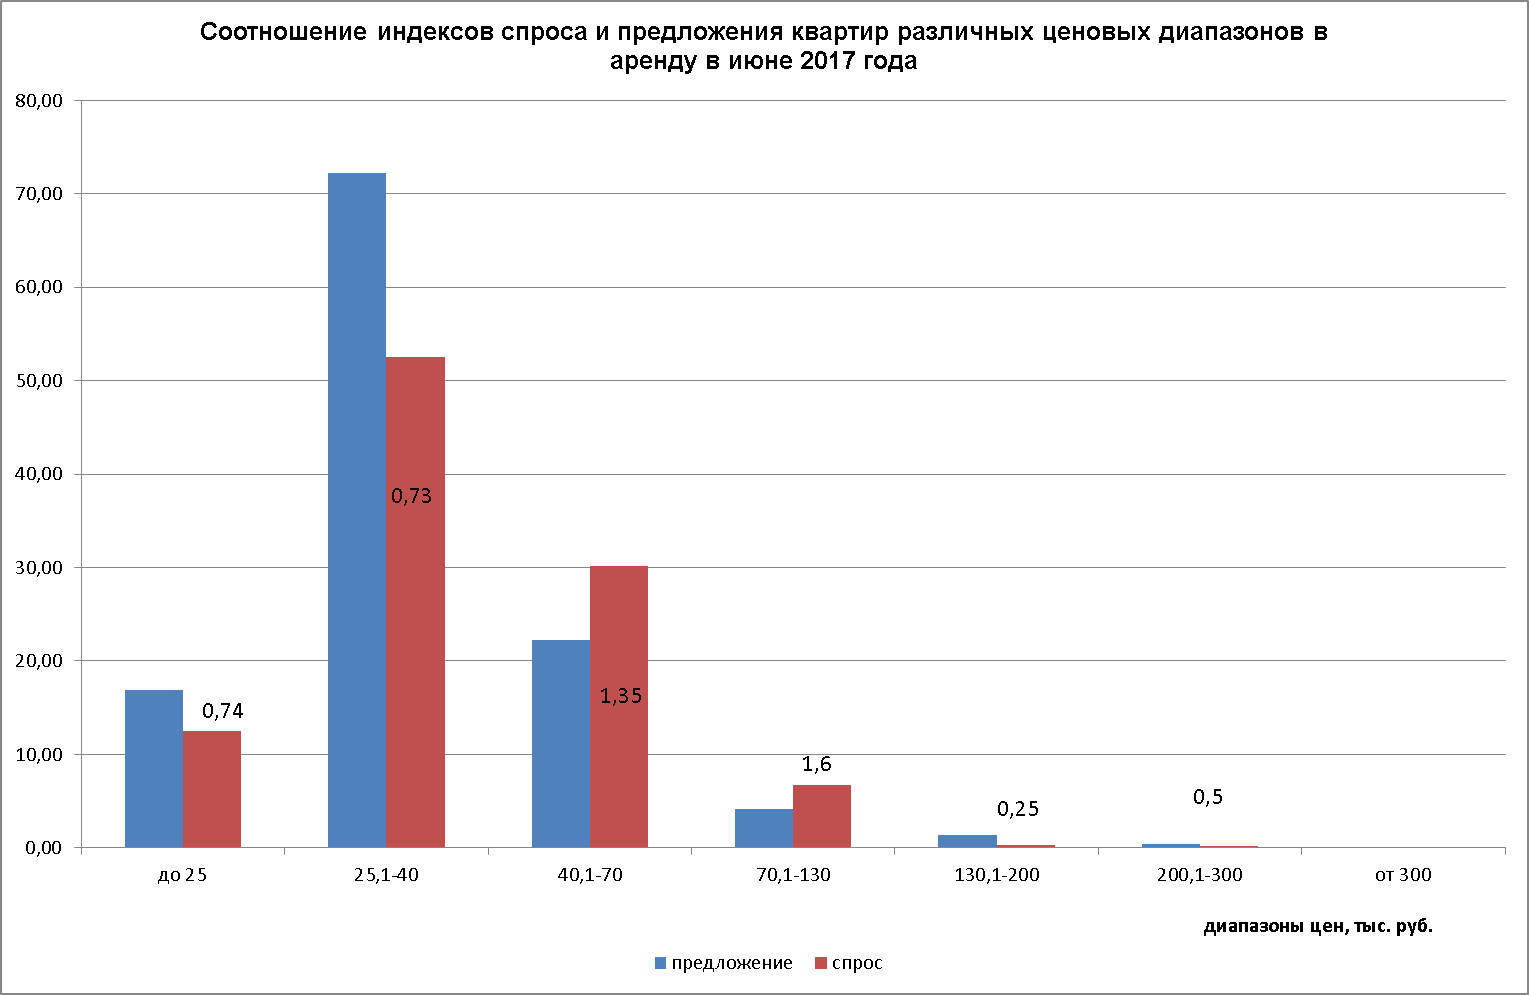 Соотношение индексов спроса и предложения квартир различных ценовых диапазонов в
аренду в июне 2017 года
80,00
70,00
60,00
50,00
40,00
30,00
20,00
10,00
0,00
0,74
0,73
1,35
1,6
0,25
0,5
до 25
25,1-40
40,1-70
70,1-130
130,1-200
200,1-300
от 300
диапазоны цен, тыс. руб.
предложение
спрос